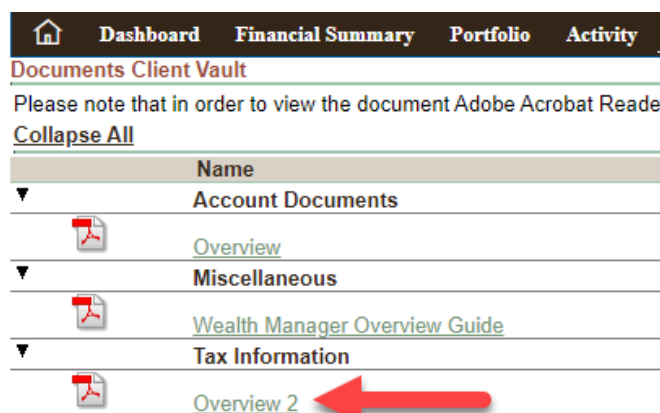 Dashboard Financial Summary Portfolio Activity
Documents Client Vault
Please note that in order to view the document Adobe Acrobat Reade
Collapse All
Name
Account Documents
Overview
Miscellaneous
Wealth Manager Overview Guide
Tax Information
Overview 2